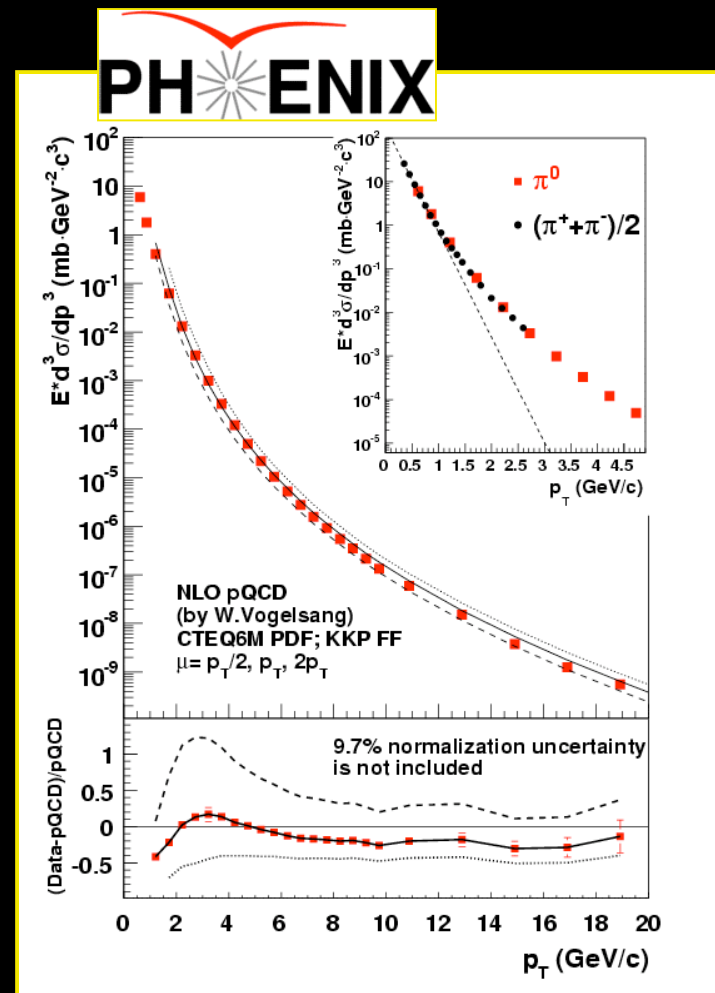 PHENIX
E*d³σ/dp³ (mb·GeV⁻²·c³)
10²
10
1
10⁻¹
10⁻²
10⁻³
10⁻⁴
10⁻⁵
10⁻⁶
10⁻⁷
10⁻⁸
10⁻⁹
E*d³σ/dp³ (mb·GeV⁻²·c³)
10²
10
1
10⁻¹
10⁻²
10⁻³
10⁻⁴
10⁻⁵
π⁰
(π⁺+π⁻)/2
0 0.5 1 1.5 2 2.5 3 3.5 4 4.5
p_T (GeV/c)
NLO pQCD
(by W.Vogelsang)
CTEQ6M PDF; KKP FF
μ= p_T/2, p_T, 2p_T
(Data-pQCD)/pQCD
1
0.5
0
-0.5
9.7% normalization uncertainty
is not included
0 2 4 6 8 10 12 14 16 18 20
p_T (GeV/c)